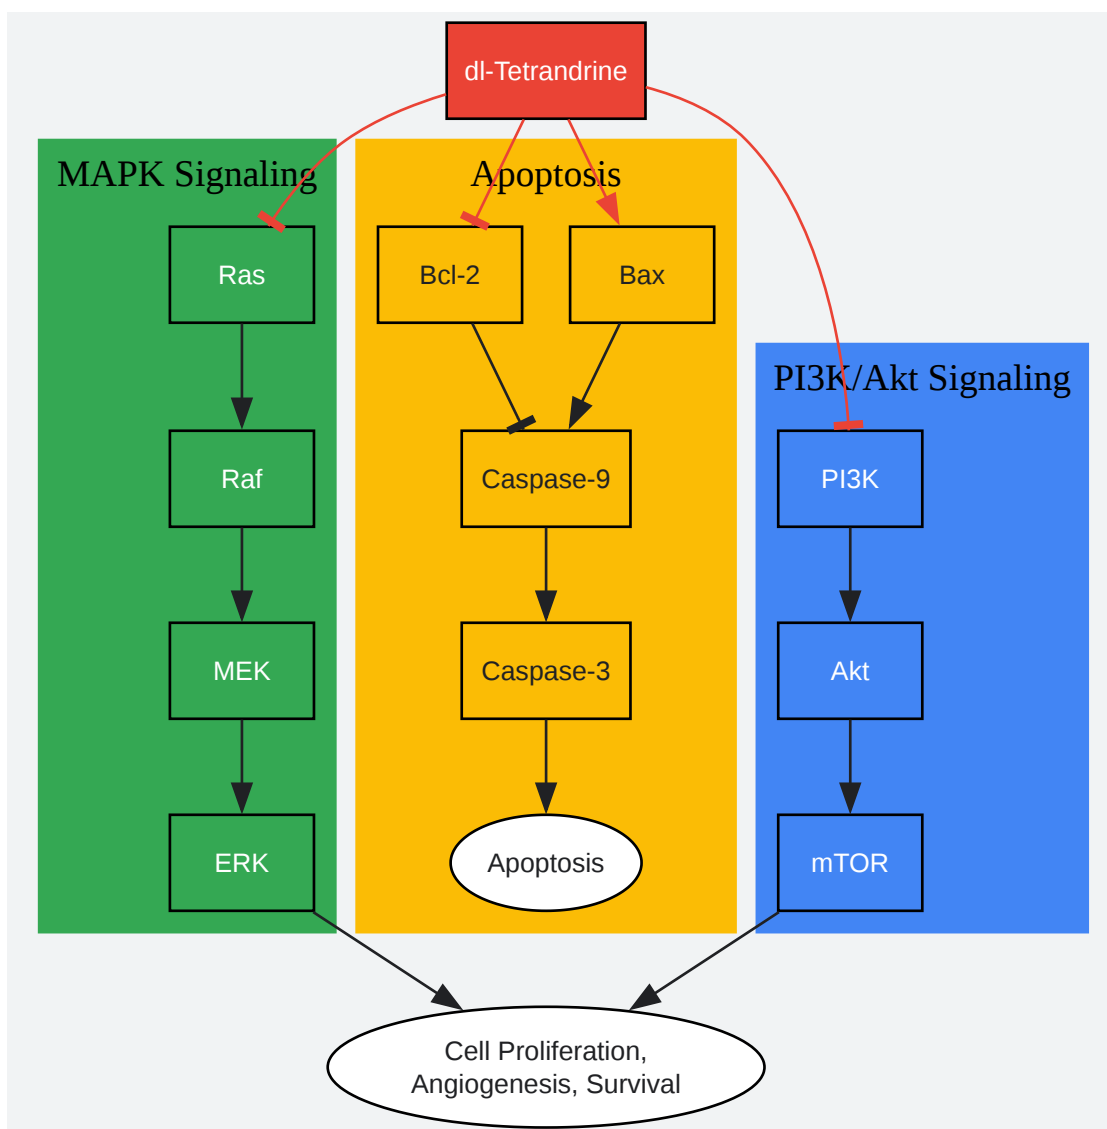 dl-Tetrandrine
MAPK Signaling
Apoptosis
Ras
Bcl-2
Bax
PI3K/Akt Signaling
Raf
Caspase-9
PI3K
MEK
Caspase-3
Akt
ERK
Apoptosis
mTOR
Cell Proliferation,
Angiogenesis, Survival